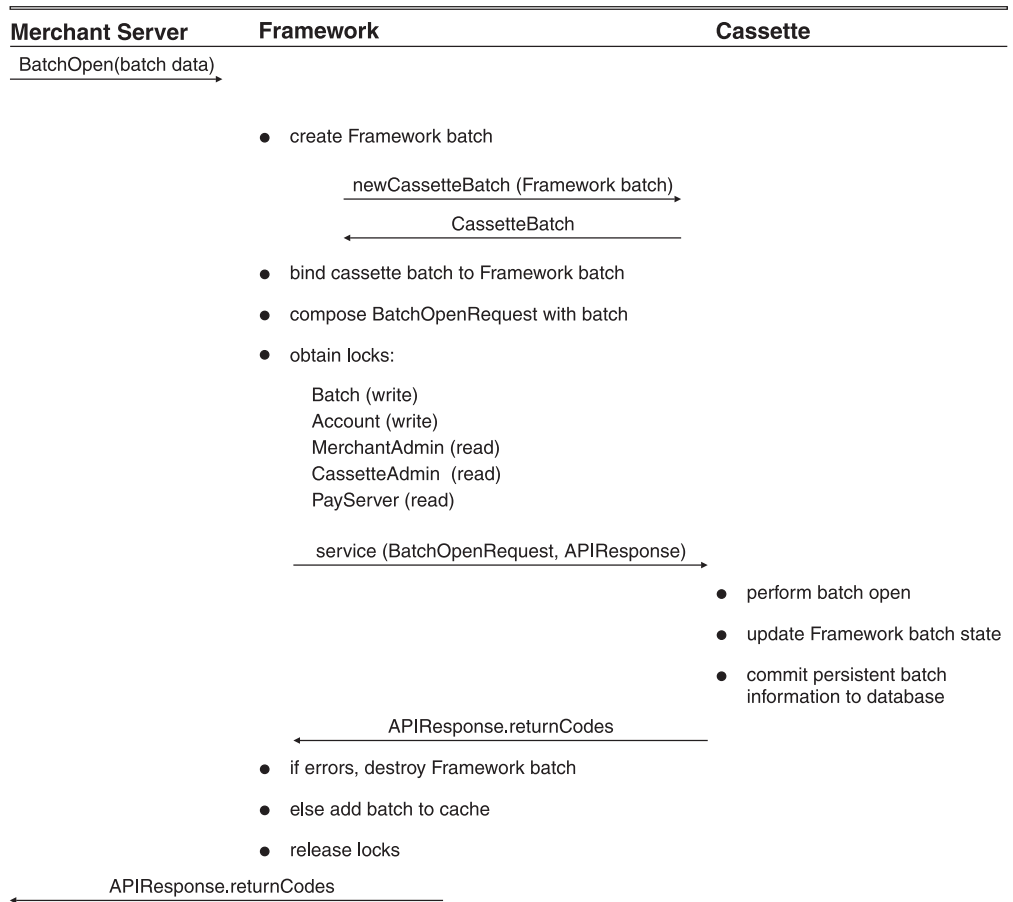 Merchant Server Framework Cassette
BatchOpen(batch data)
● create Framework batch
newCassetteBatch (Framework batch)
CassetteBatch
● bind cassette batch to Framework batch
● compose BatchOpenRequest with batch
● obtain locks:
Batch (write)
Account (write)
MerchantAdmin (read)
CassetteAdmin (read)
PayServer (read)
service (BatchOpenRequest, APIResponse)
● perform batch open
● update Framework batch state
● commit persistent batch
information to database
APIResponse.returnCodes
● if errors, destroy Framework batch
● else add batch to cache
● release locks
APIResponse.returnCodes